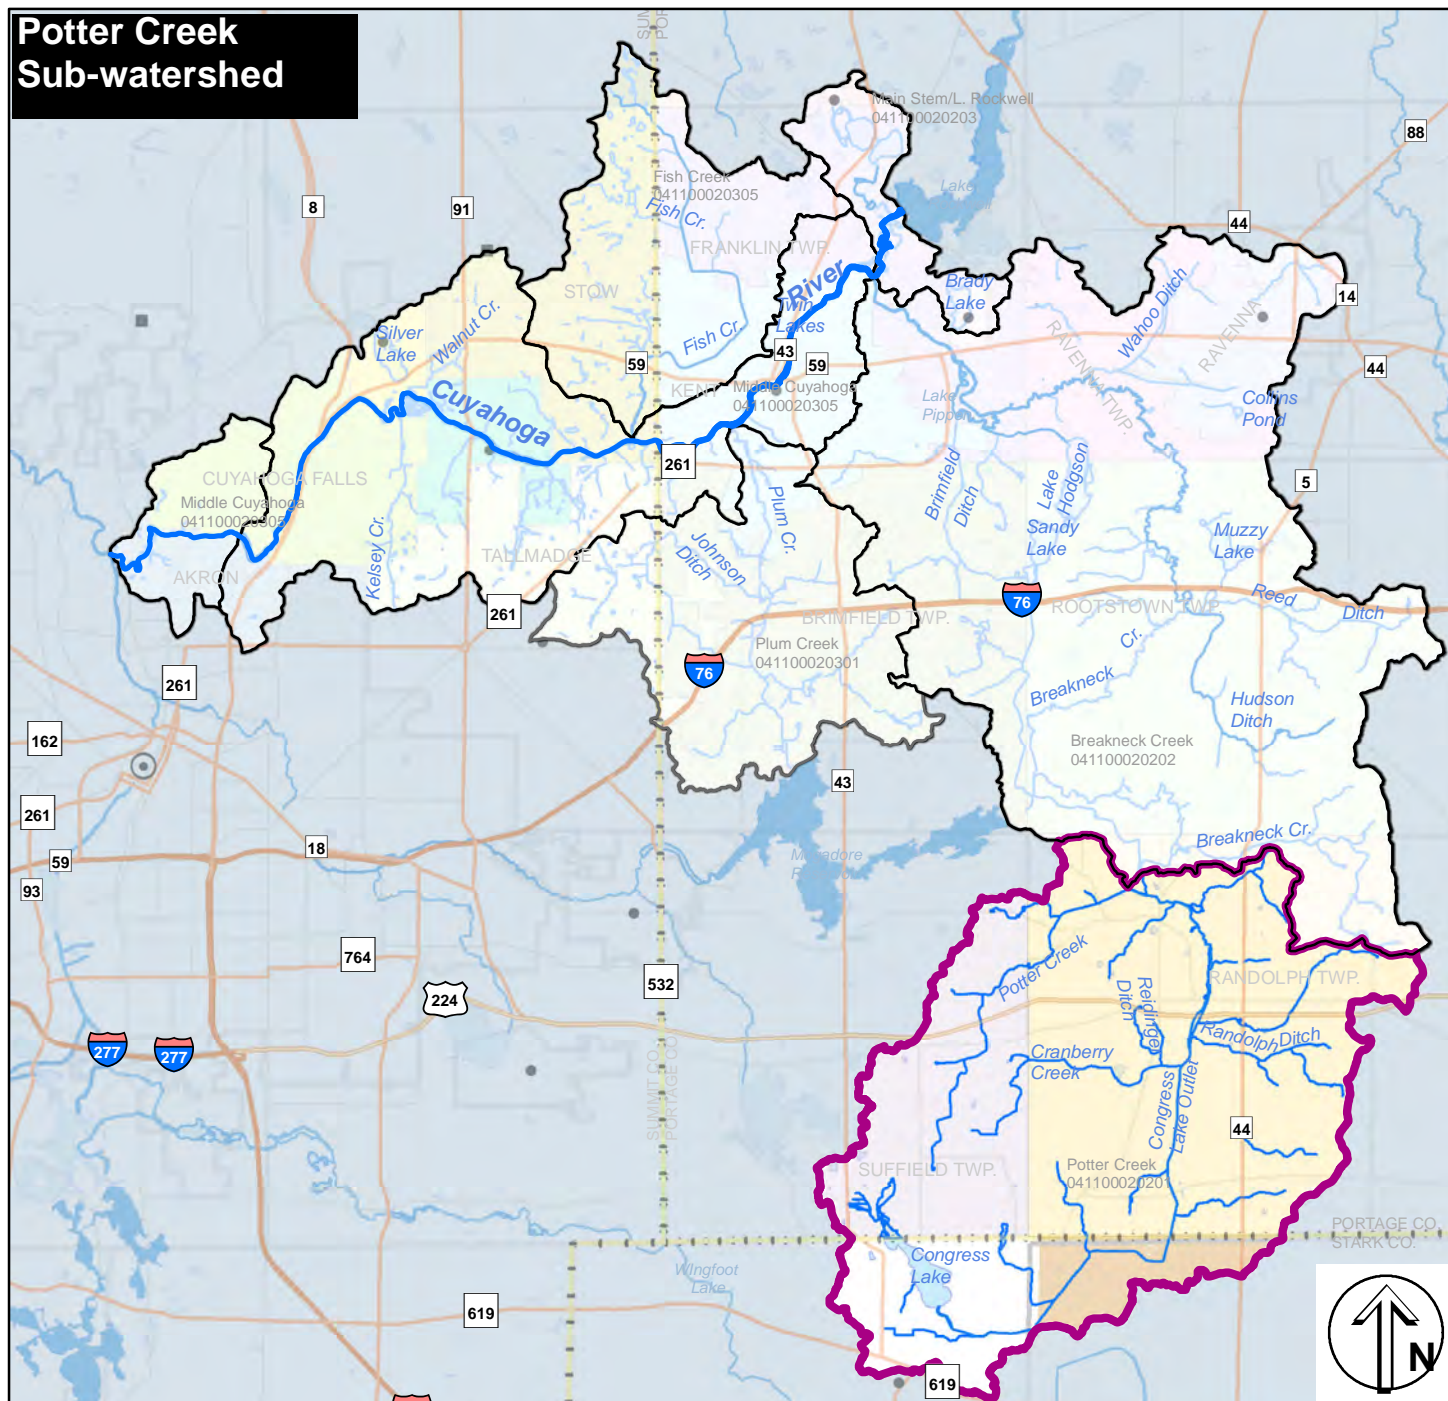 Potter Creek
Sub-watershed
Main Stem/L. Rockwell
041100020203
88
Fish Creek
041100020305
Lake
8
91
Fish Cr.
44
FRANKLIN TWP.
STOW
River
Brady
Lake
Wahoo Ditch
14
Twin
Lakes
Silver
Lake
Walnut Cr.
Fish Cr.
RAVENNA TWP.
RAVENNA
59
43
59
44
KENT
Middle Cuyahoga
041100020305
Lake
Pippen
Collins
Pond
Cuyahoga
261
CUYAHOGA FALLS
Middle Cuyahoga
041100020305
Plum Cr.
Brimfield
Ditch
Lake
Hodgson
Sandy
Lake
5
Muzzy
Lake
Kelsey Cr.
TALLMADGE
Johnson
Ditch
AKRON
261
76
ROOTSTOWN TWP.
Reed
Ditch
BRIMFIELD TWP.
Plum Creek
041100020301
76
Breakneck
Cr.
261
Hudson
Ditch
162
Breakneck Creek
041100020202
43
261
18
59
93
Breakneck Cr.
764
532
224
Potter Creek
Reidinger
Ditch
RANDOLPH TWP.
Randolph Ditch
277
277
Cranberry
Creek
Congress
Lake Outlet
SUMMIT CO.
PORTAGE CO.
44
SUFFIELD TWP.
Potter Creek
041100020201
PORTAGE CO.
STARK CO.
Congress
Lake
Wingfoot
Lake
619
619
N